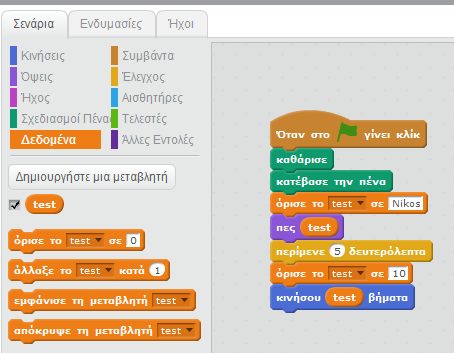 Σενάρια Ενδυμασίες Ήχοι
Κινήσεις Συμβάντα
Όψεις Έλεγχος
Ήχος Αισθητήρες
Σχεδιασμοί Πένας Τελεστές
Δεδομένα Άλλες Εντολές
Δημιουργήστε μια μεταβλητή
test
όρισε το test σε 0
άλλαξε το test κατά 1
εμφάνισε τη μεταβλητή test
απόκρυψε τη μεταβλητή test
Όταν στο γίνει κλίκ
καθάρισε
κατέβασε την πένα
όρισε το test σε Nikos
πες test
περίμενε 5 δευτερόλεπτα
όρισε το test σε 10
κινήσου test βήματα